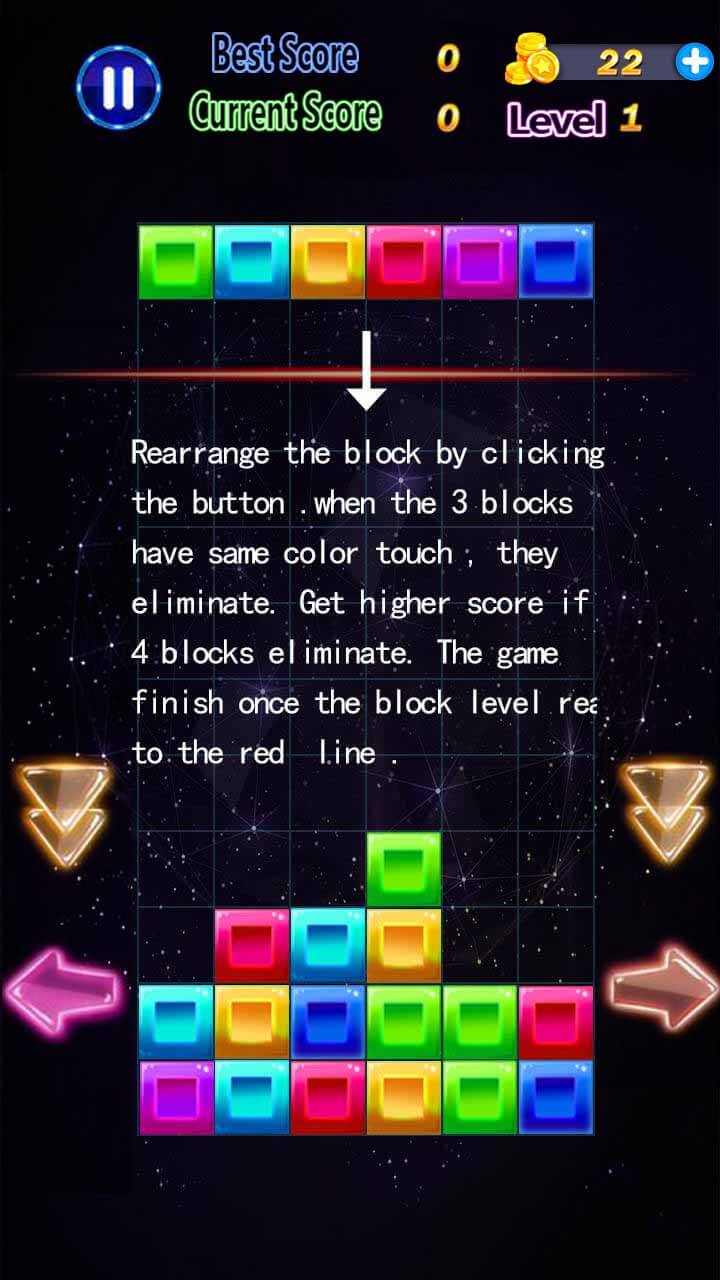 Best Score 0 22
Current Score 0 Level 1
Rearrange the block by clicking
the button .when the 3 blocks
have same color touch , they
eliminate. Get higher score if
4 blocks eliminate. The game
finish once the block level rea
to the red line .